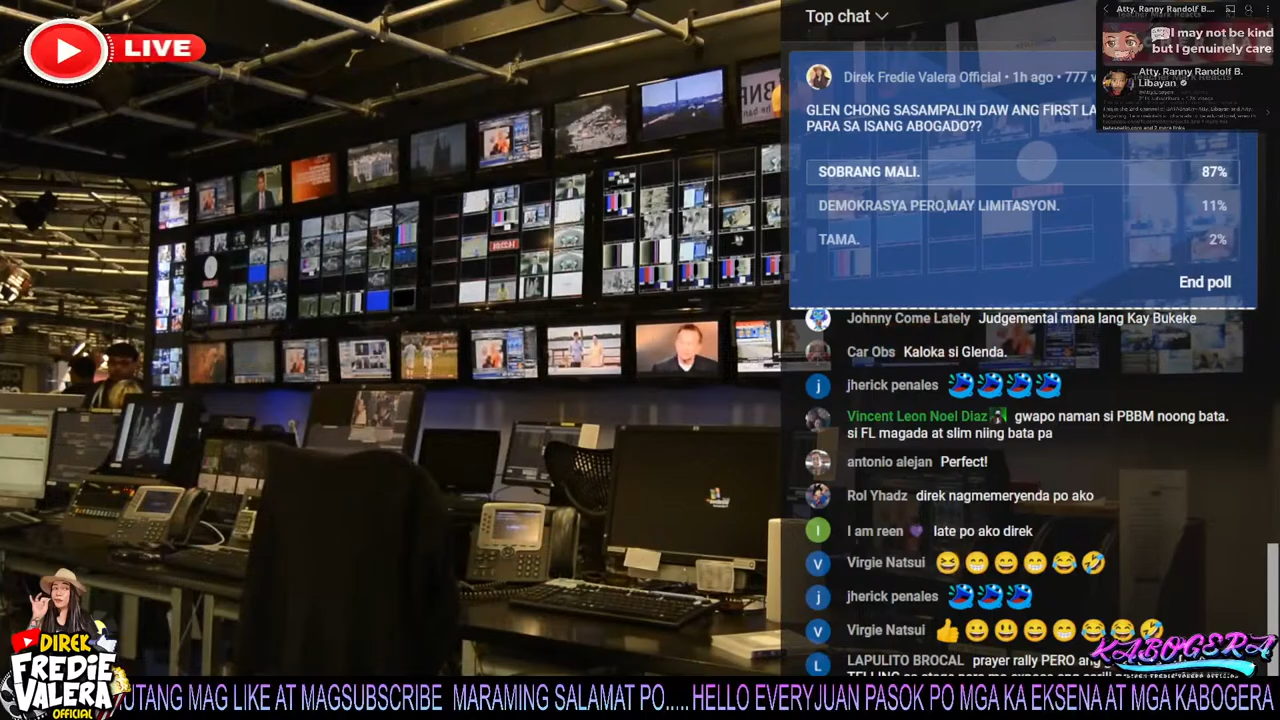 LIVE
Top chat
Atty. Ranny Randolf B....
I may not be kind
but I genuinely care
Atty. Ranny Randolf B.
Libayan
Direk Fredie Valera Official • 1h ago • 777 v
GLEN CHONG SASAMPALIN DAW ANG FIRST LA
PARA SA ISANG ABOGADO??
SOBRANG MALI. 87%
DEMOKRASYA PERO,MAY LIMITASYON. 11%
TAMA. 2%
End poll
Johnny Come Lately Judgemental mana lang Kay Bukeke
Car Obs Kaloka si Glenda.
jherick penales
Vincent Leon Noel Diaz gwapo naman si PBBM noong bata.
si FL magada at slim niing bata pa
antonio alejan Perfect!
Rol Yhadz direk nagmemeryenda po ako
I am reen 💜 late po ako direk
Virgie Natsui 😆😁😄😁😂🤣
jherick penales
Virgie Natsui 👍😀😃😄😁😂😂🤣
LAPULITO BROCAL prayer rally PERO ang
KABOGERA
DIREK
FREDIE
VALERA
OFFICIAL
UTANG MAG LIKE AT MAGSUBSCRIBE MARAMING SALAMAT PO.....HELLO EVERYJUAN PASOK PO MGA KA EKSENA AT MGA KABOGERA